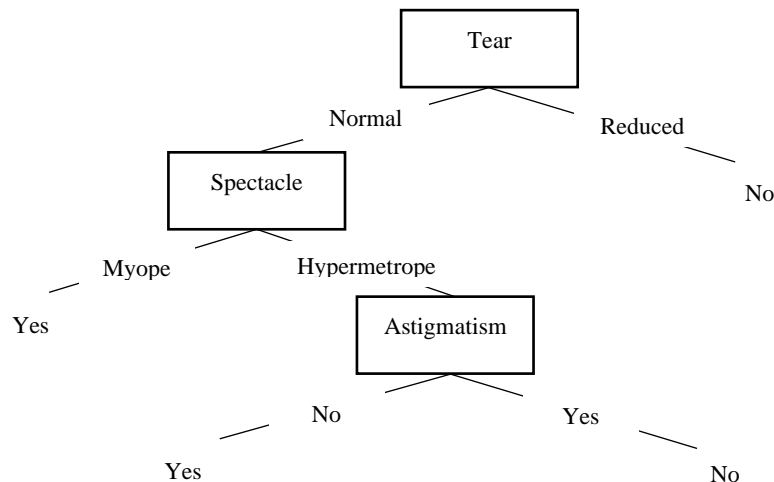 Tear
Normal
Reduced
Spectacle
No
Myope
Hypermetrope
Yes
Astigmatism
No
Yes
Yes
No